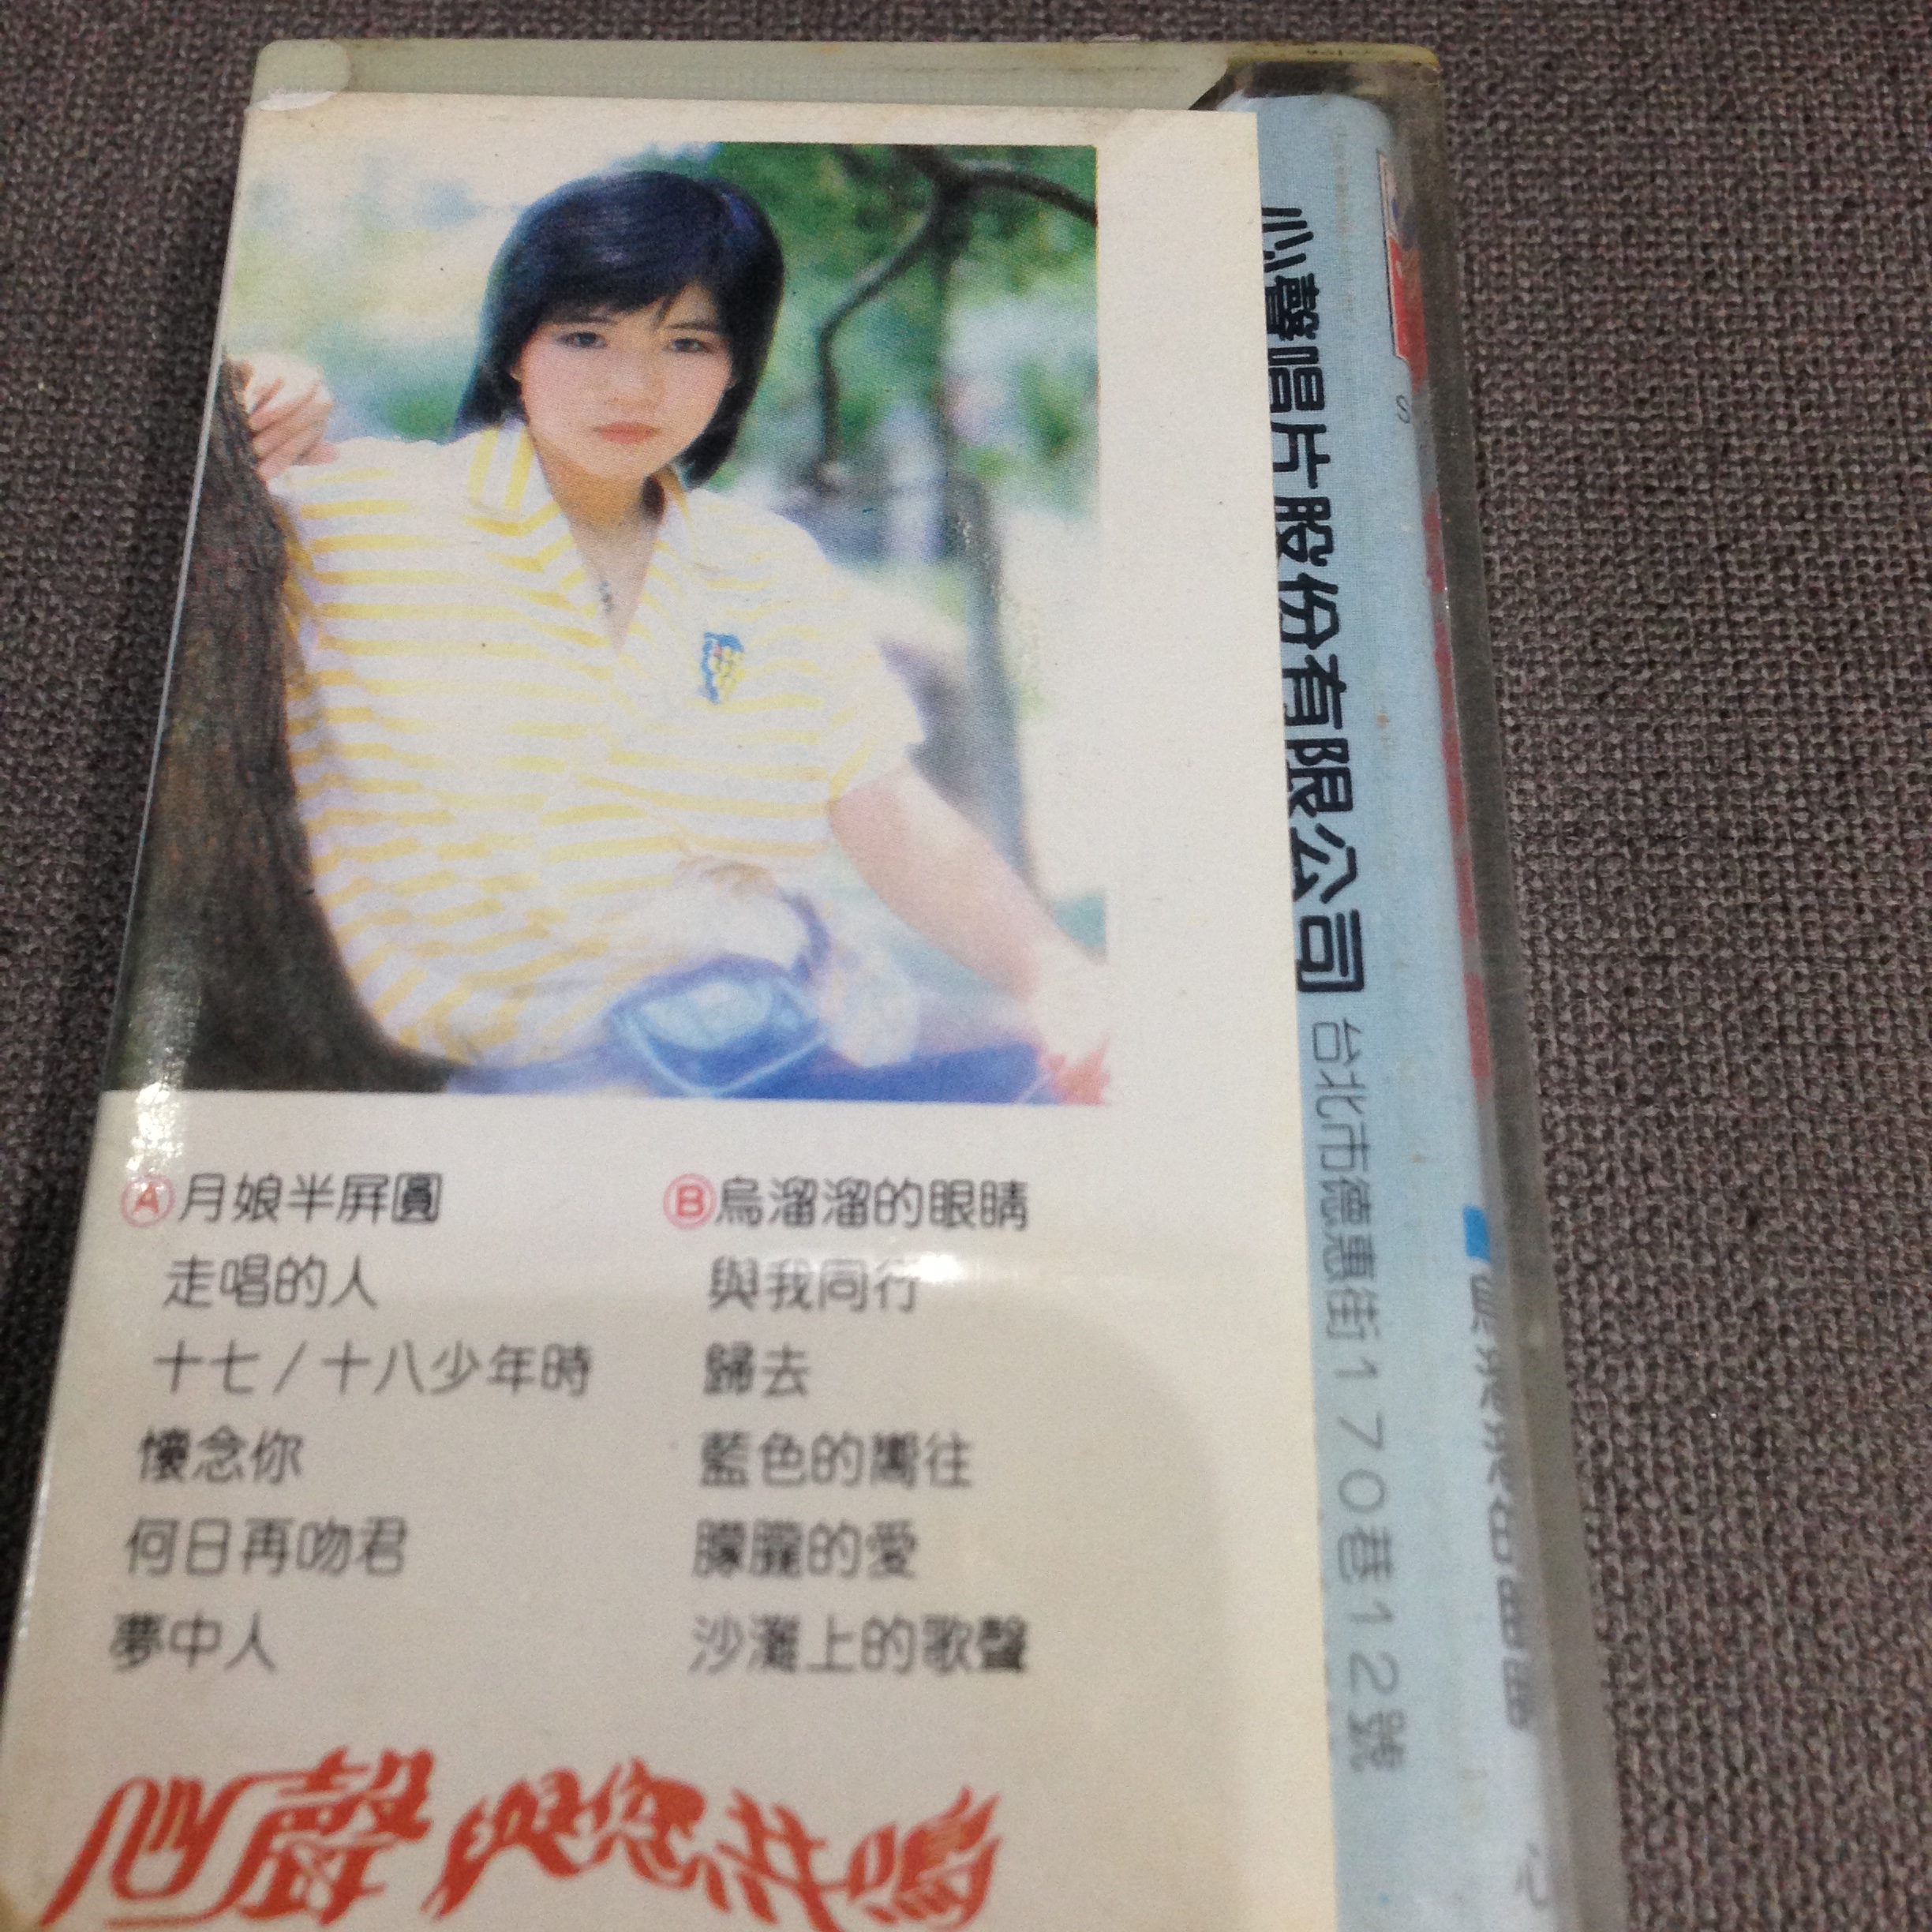 Ⓐ月娘半屏圓
走唱的人
十七/十八少年時
懷念你
何日再吻君
夢中人
Ⓑ烏溜溜的眼睛
與我同行
歸去
藍色的嚮往
朦朧的愛
沙灘上的歌聲
心聲與您共鳴
心聲唱片股份有限公司 台北市德惠街170巷12號